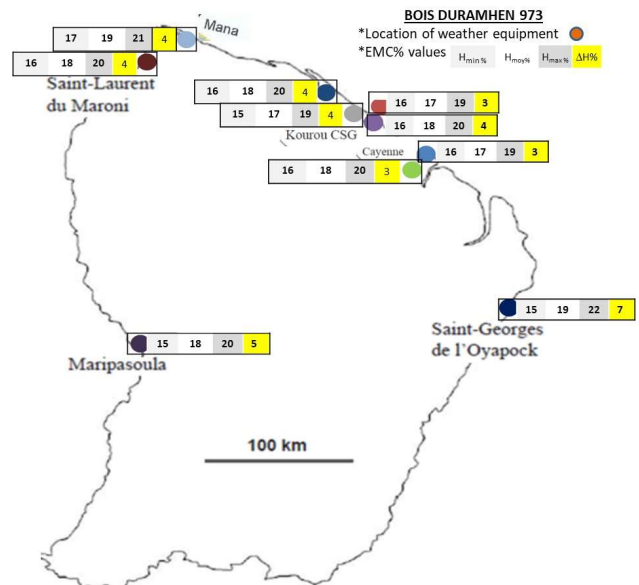 BOIS DURAMHEN 973
*Location of weather equipment
*EMC% values Hmin% Hmoy% Hmax% ΔH%
Mana
17 19 21 4
16 18 20 4
Saint-Laurent
du Maroni
16 18 20 4
15 17 19 4
Kourou CSG
16 17 19 3
16 18 20 4
Cayenne
16 17 19 3
16 18 20 3
15 19 22 7
Saint-Georges
de l`Oyapock
15 18 20 5
Maripasoula
100 km